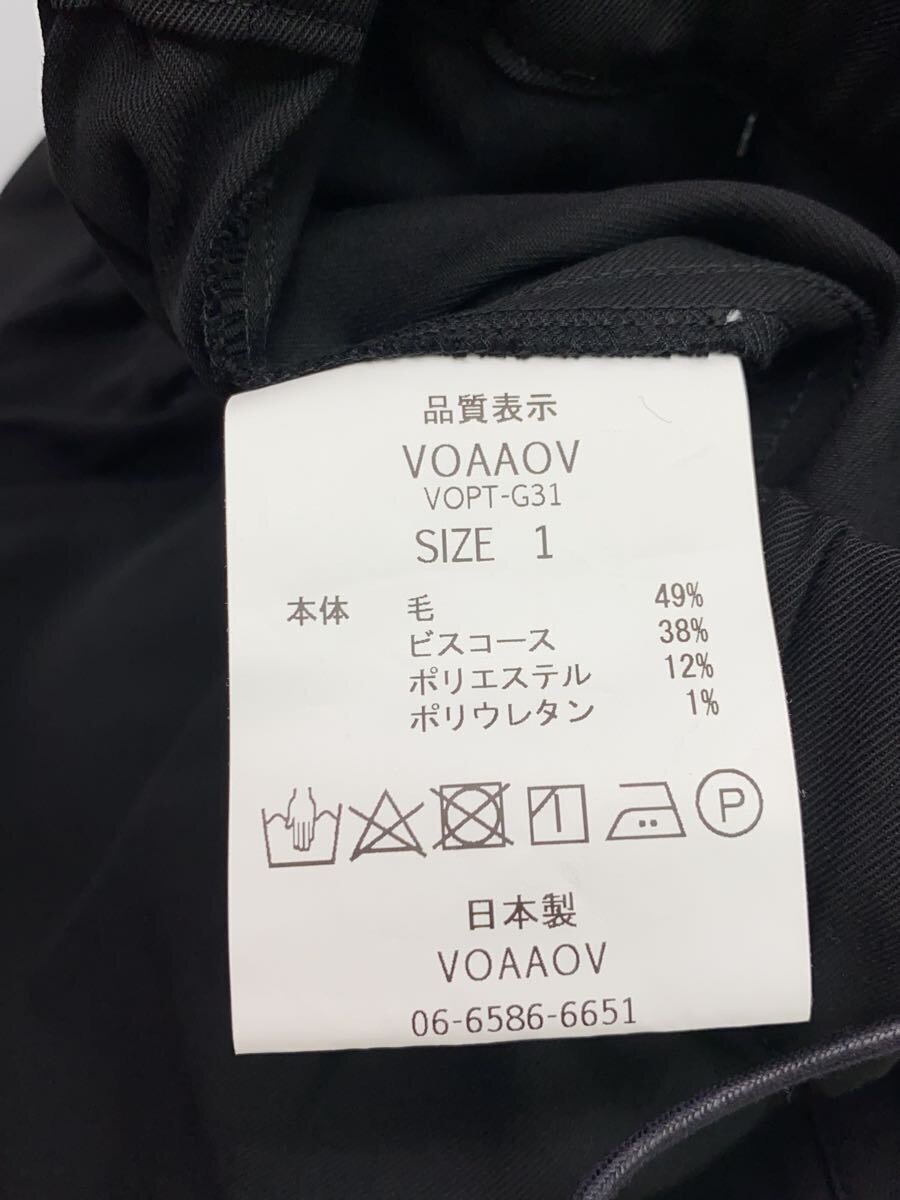 品質表示
VOAAOV
VOPT-G31
SIZE 1
本体 毛 49%
ビスコース 38%
ポリエステル 12%
ポリウレタン 1%
P
日本製
VOAAOV
06-6586-6651